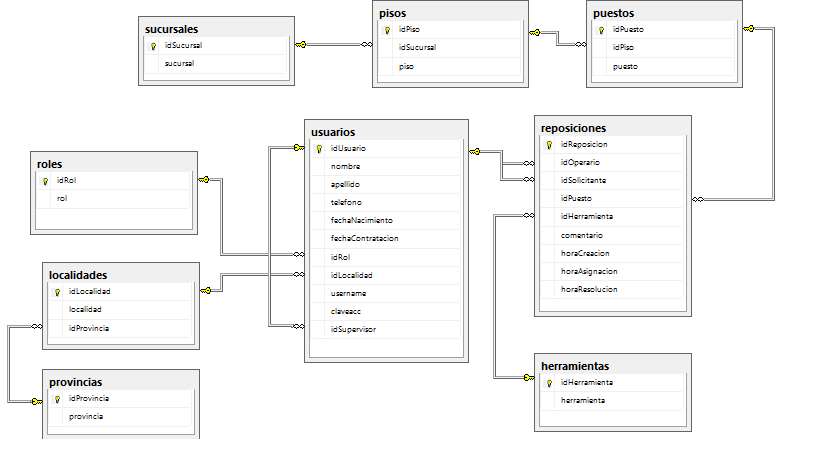 sucursales
idSucursal
sucursal
pisos
idPiso
idSucursal
piso
puestos
idPuesto
idPiso
puesto
roles
idRol
rol
usuarios
idUsuario
nombre
apellido
telefono
fechaNacimiento
fechaContratacion
idRol
idLocalidad
username
claveacc
idSupervisor
reposiciones
idReposicion
idOperario
idSolicitante
idPuesto
idHerramienta
comentario
horaCreacion
horaAsignacion
horaResolucion
localidades
idLocalidad
localidad
idProvincia
provincias
idProvincia
provincia
herramientas
idHerramienta
herramienta